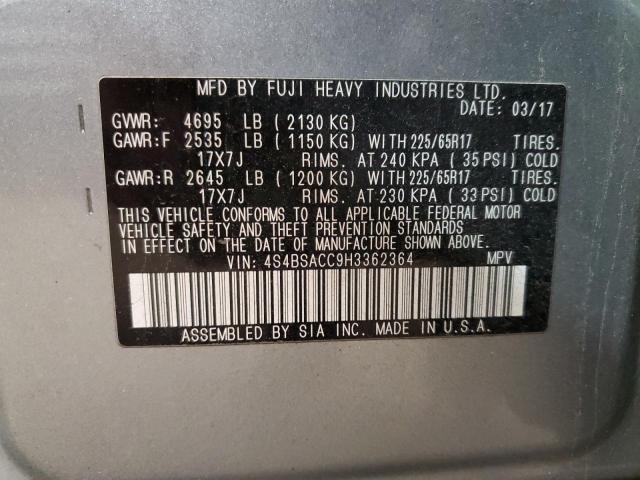 MFD BY FUJI HEAVY INDUSTRIES LTD.
DATE: 03/17
GVWR: 4695 LB (2130 KG)
GAWR:F 2535 LB (1150 KG) WITH 225/65R17 TIRES.
17X7J RIMS. AT 240 KPA (35 PSI) COLD
GAWR:R 2645 LB (1200 KG) WITH 225/65R17 TIRES.
17X7J RIMS. AT 230 KPA (33 PSI) COLD
THIS VEHICLE CONFORMS TO ALL APPLICABLE FEDERAL MOTOR
VEHICLE SAFETY AND THEFT PREVENTION STANDARDS
IN EFFECT ON THE DATE OF MANUFACTURE SHOWN ABOVE.
VIN: 4S4BSACC9H3362364 MPV
ASSEMBLED BY SIA INC. MADE IN U.S.A.